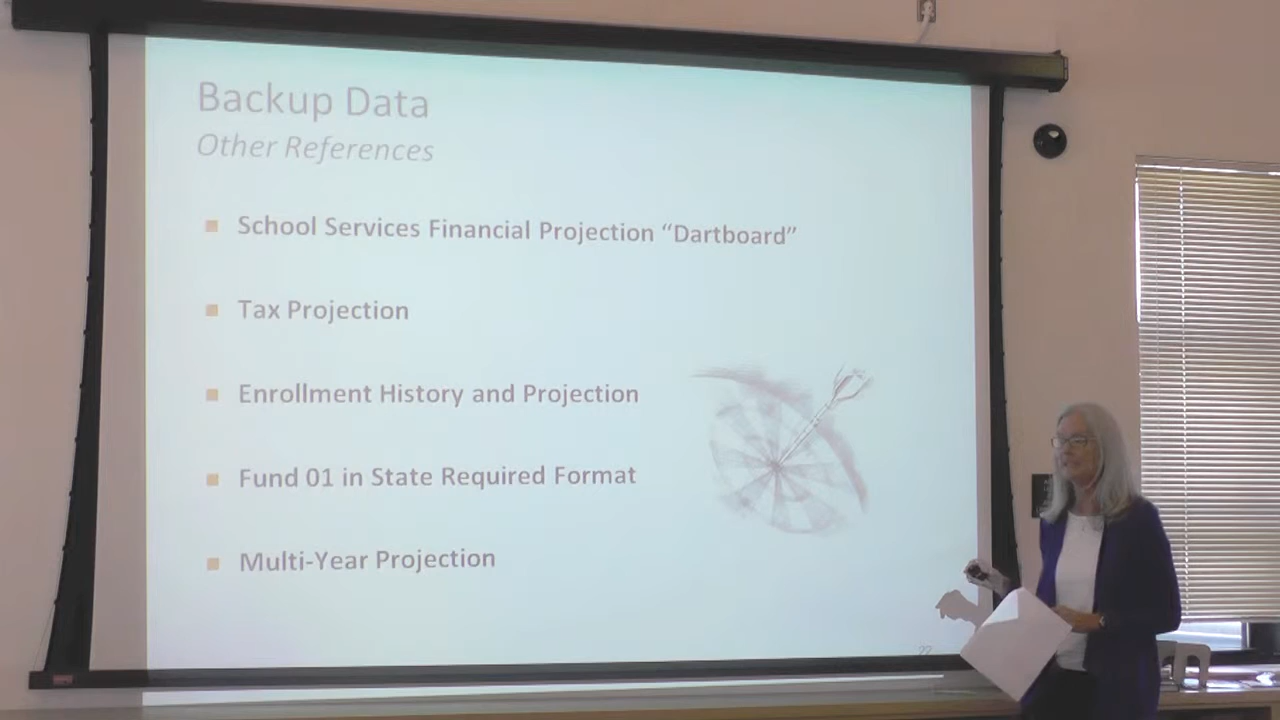 Backup Data
Other References
School Services Financial Projection “Dartboard”
Tax Projection
Enrollment History and Projection
Fund 01 in State Required Format
Multi-Year Projection